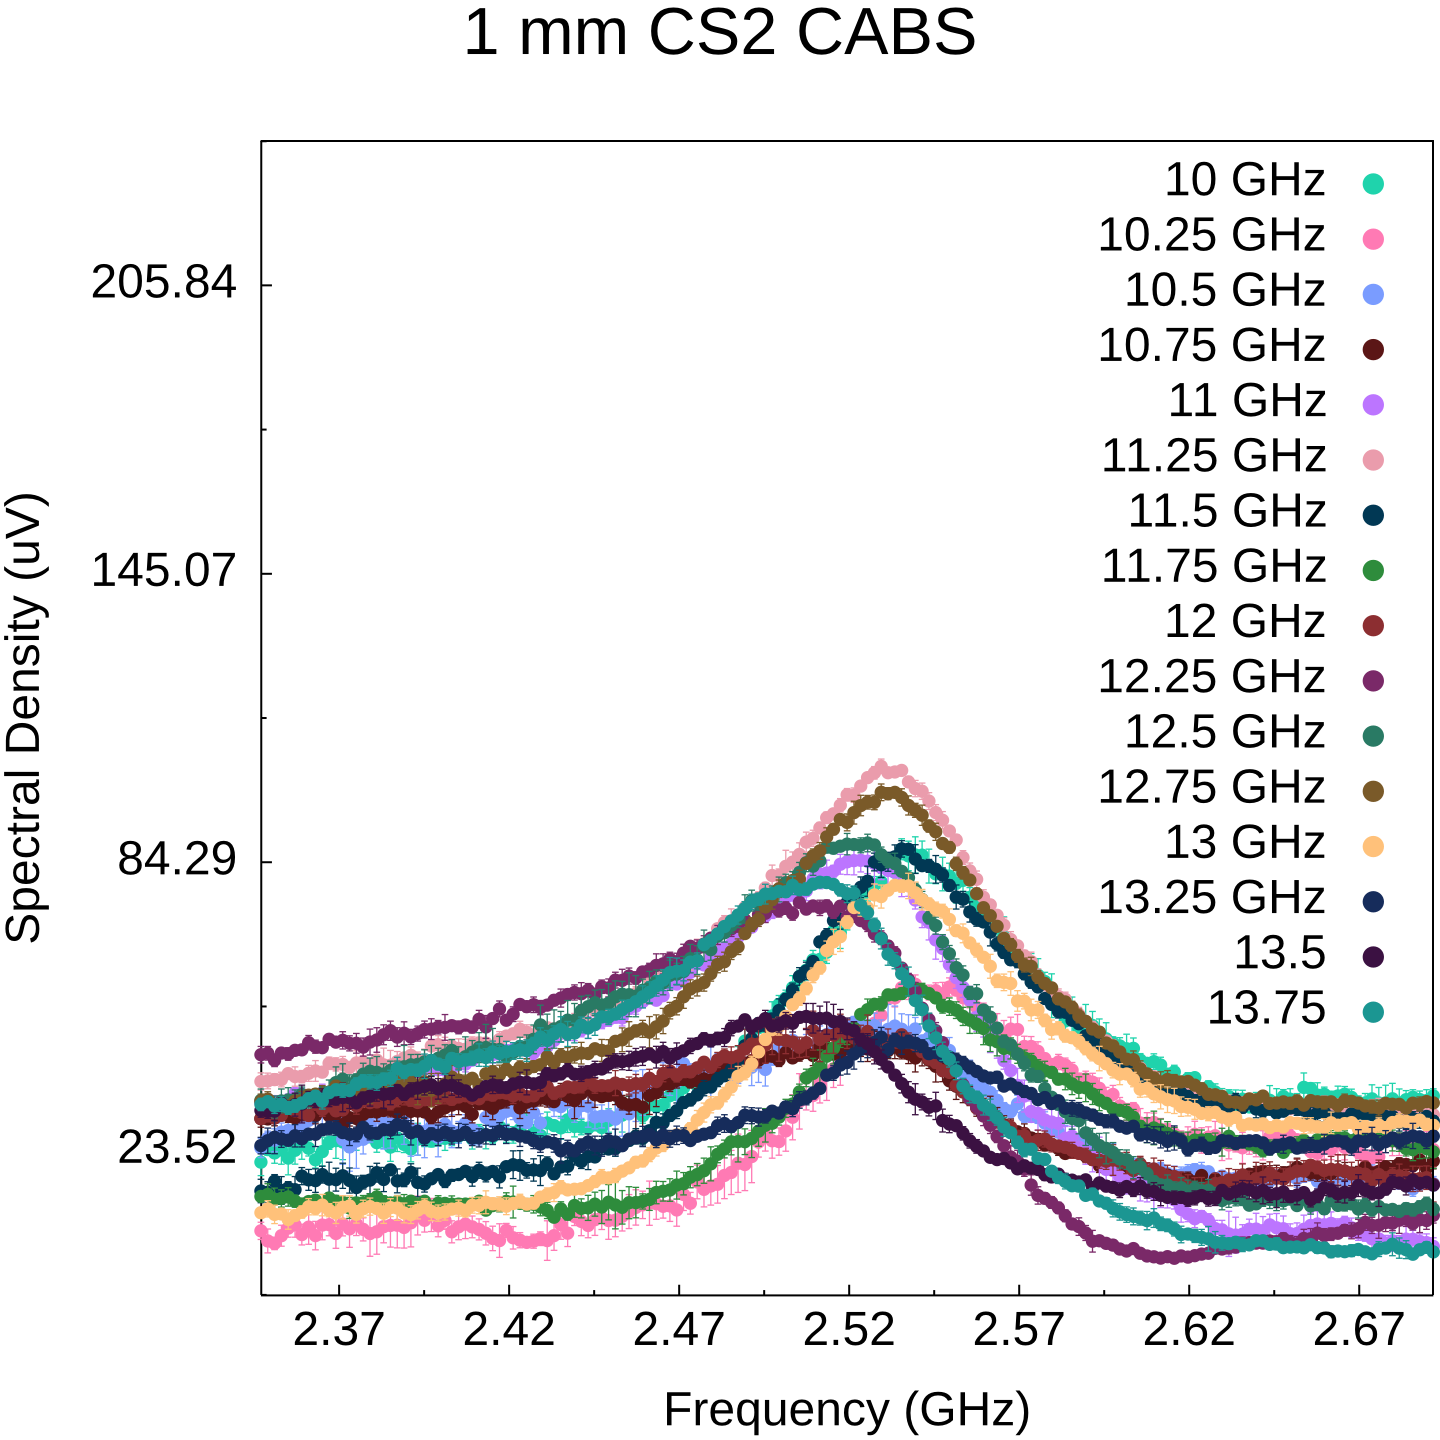 1 mm CS2 CABS
10 GHz
10.25 GHz
10.5 GHz
10.75 GHz
11 GHz
11.25 GHz
11.5 GHz
11.75 GHz
12 GHz
12.25 GHz
12.5 GHz
12.75 GHz
13 GHz
13.25 GHz
13.5
13.75
205.84
145.07
84.29
23.52
Spectral Density (uV)
2.37 2.42 2.47 2.52 2.57 2.62 2.67
Frequency (GHz)